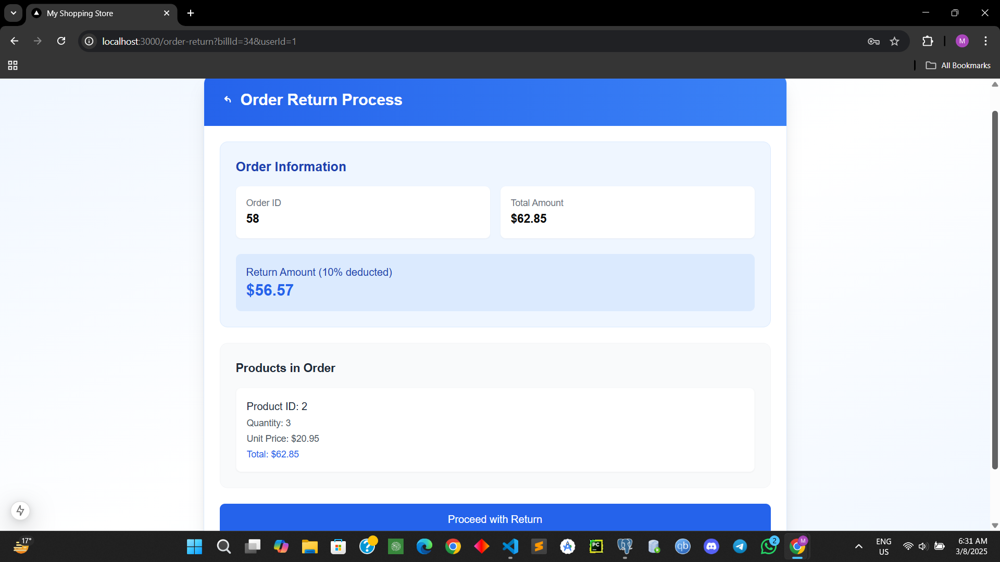 My Shopping Store
localhost:3000/order-return?billId=34&userId=1
M
All Bookmarks
Order Return Process
Order Information
Order ID
58
Total Amount
$62.85
Return Amount (10% deducted)
$56.57
Products in Order
Product ID: 2
Quantity: 3
Unit Price: $20.95
Total: $62.85
Proceed with Return
17°
PC
qb
2
M
ENG
US
6:31 AM
3/8/2025